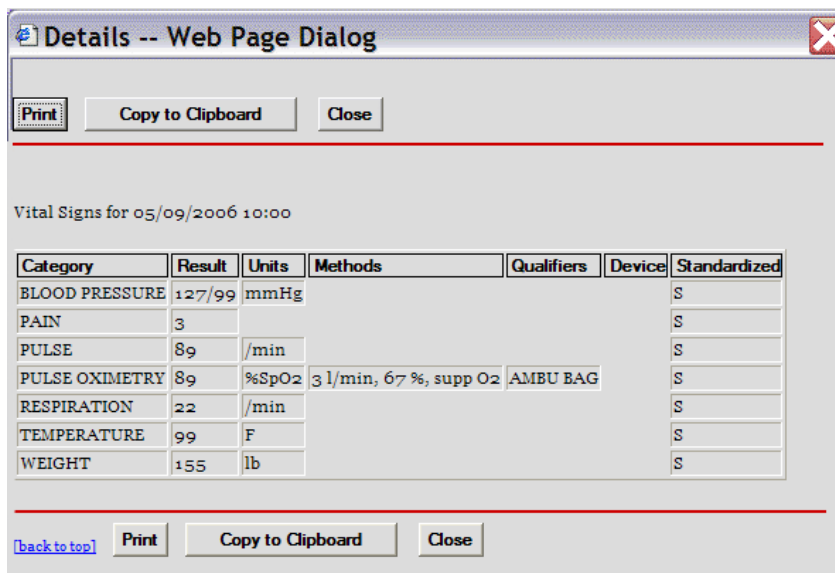 Details -- Web Page Dialog
Print Copy to Clipboard Close
Vital Signs for 05/09/2006 10:00
Category Result Units Methods Qualifiers Device Standardized
BLOOD PRESSURE 127/99 mmHg S
PAIN 3 S
PULSE 89 /min S
PULSE OXIMETRY 89 %SpO2 3 l/min, 67 %, supp O2 AMBU BAG S
RESPIRATION 22 /min S
TEMPERATURE 99 F S
WEIGHT 155 lb S
[back to top] Print Copy to Clipboard Close